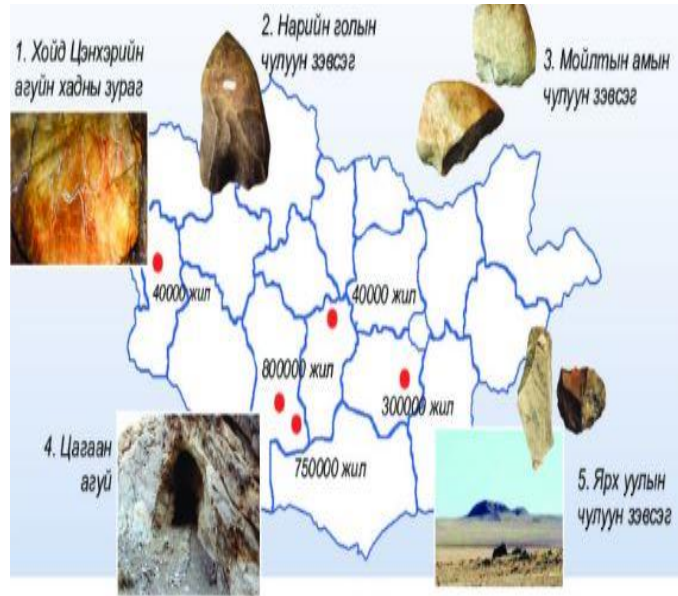 1. Хойд Цэнхэрийн
агуйн хадны зураг
2. Нарийн голын
чулуун зэвсэг
3. Мойлтын амын
чулуун зэвсэг
40000 жил
40000 жил
800000 жил
300000 жил
750000 жил
4. Цагаан
агуй
5. Ярх уулын
чулуун зэвсэг